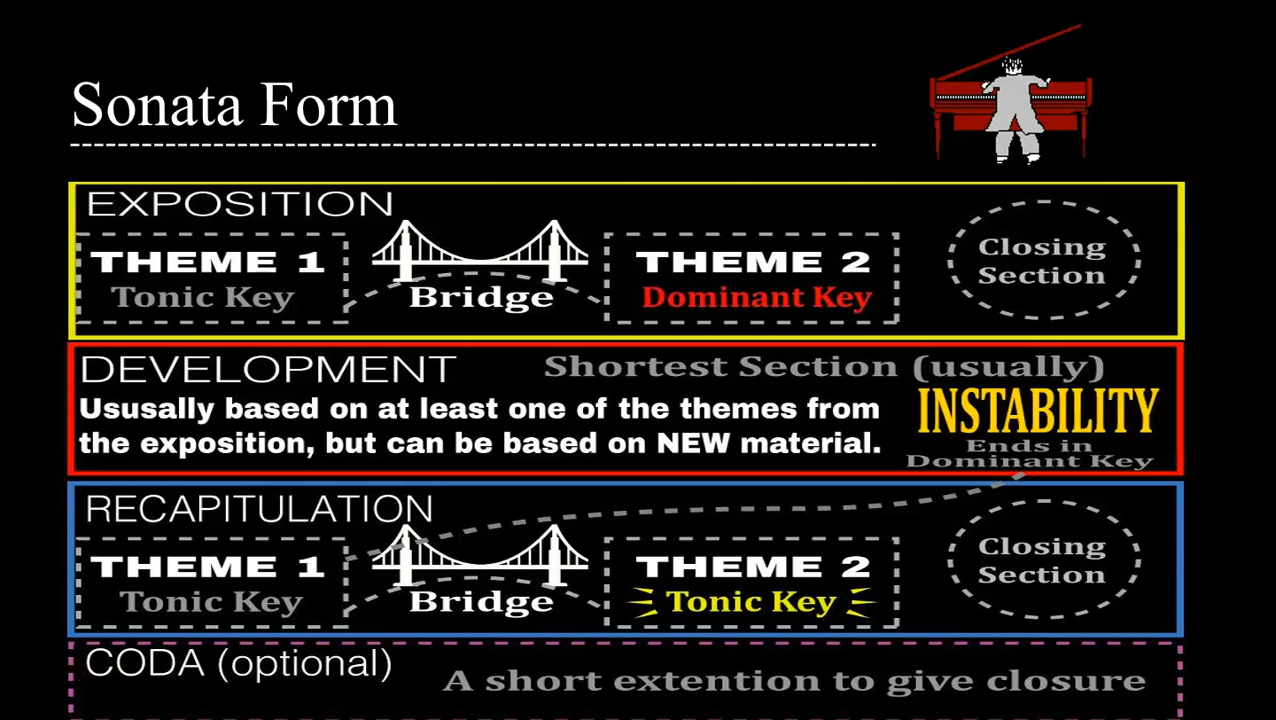 Sonata Form
EXPOSITION
THEME 1
Tonic Key
Bridge
THEME 2
Dominant Key
Closing
Section
DEVELOPMENT
Shortest Section (usually)
Ususally based on at least one of the themes from
the exposition, but can be based on NEW material.
INSTABILITY
Ends in
Dominant Key
RECAPITULATION
THEME 1
Tonic Key
Bridge
THEME 2
Tonic Key
Closing
Section
CODA (optional)
A short extention to give closure